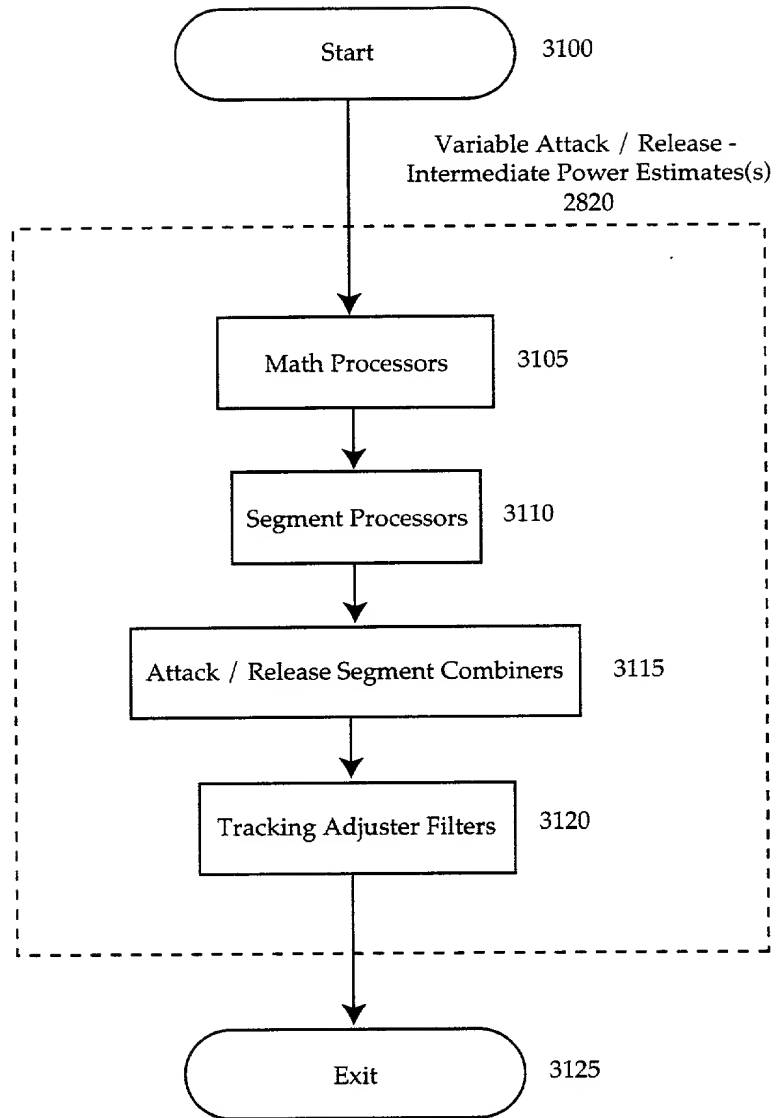 Start
3100
Variable Attack / Release -
Intermediate Power Estimates(s)
2820
Math Processors
3105
Segment Processors
3110
Attack / Release Segment Combiners
3115
Tracking Adjuster Filters
3120
Exit
3125